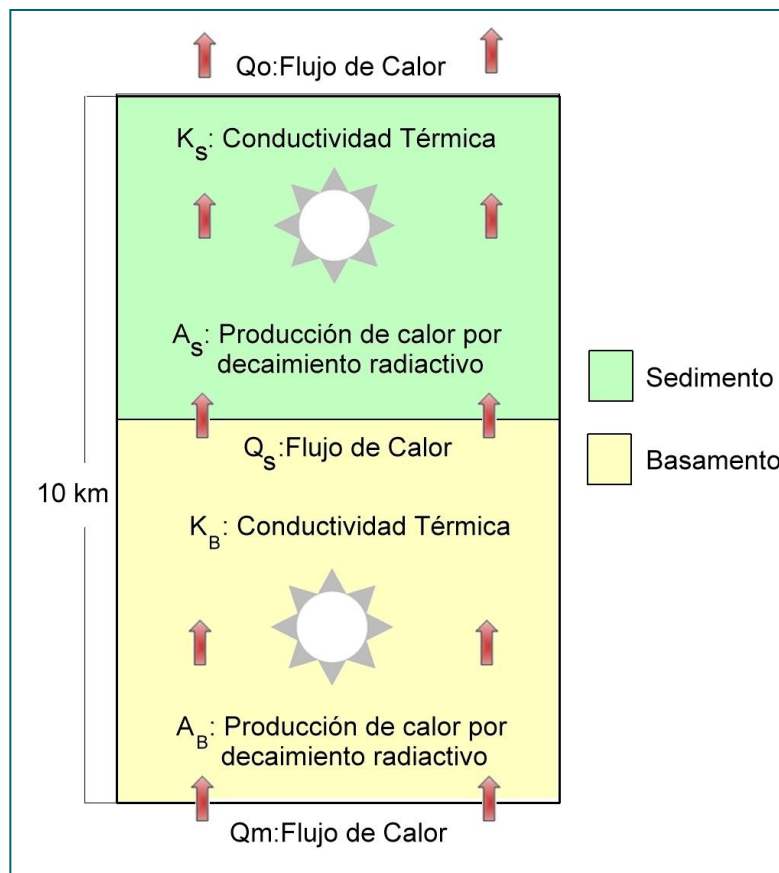 Qo:Flujo de Calor
Ks: Conductividad Térmica
As: Producción de calor por
decaimiento radiactivo
Qs:Flujo de Calor
KB: Conductividad Térmica
AB: Producción de calor por
decaimiento radiactivo
Qm:Flujo de Calor
10 km
Sedimento
Basamento